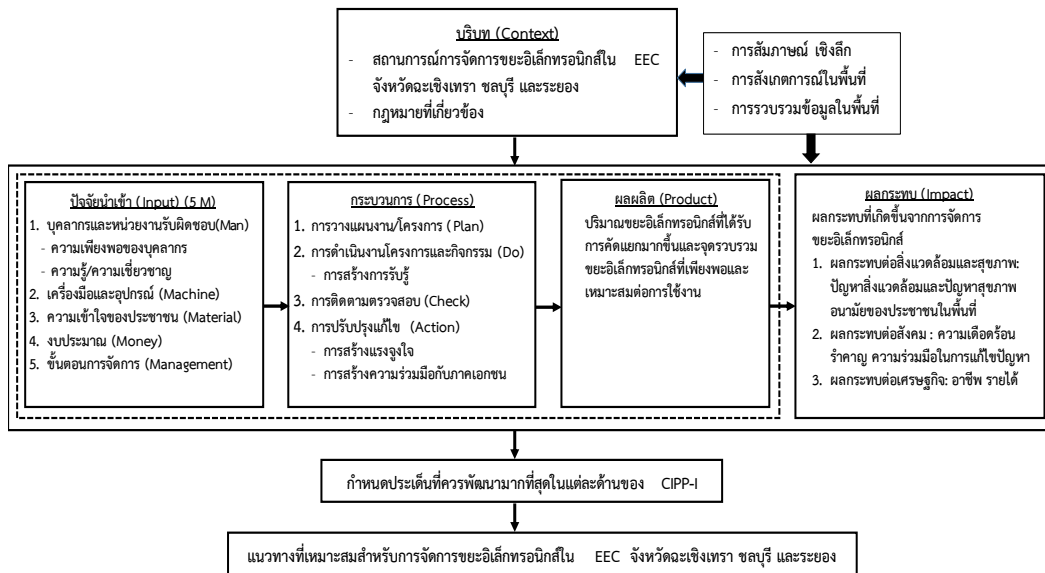 บริบท (Context)
- สถานการณ์การจัดการขยะอิเล็กทรอนิกส์ใน EEC
จังหวัดฉะเชิงเทรา ชลบุรี และระยอง
- กฎหมายที่เกี่ยวข้อง
- การสัมภาษณ์ เชิงลึก
- การสังเกตการณ์ในพื้นที่
- การรวบรวมข้อมูลในพื้นที่
ปัจจัยนำเข้า (Input) (5 M)
1. บุคลากรและหน่วยงานรับผิดชอบ(Man)
- ความเพียงพอของบุคลากร
- ความรู้/ความเชี่ยวชาญ
2. เครื่องมือและอุปกรณ์ (Machine)
3. ความเข้าใจของประชาชน (Material)
4. งบประมาณ (Money)
5. ขั้นตอนการจัดการ (Management)
กระบวนการ (Process)
1. การวางแผนงาน/โครงการ (Plan)
2. การดำเนินงานโครงการและกิจกรรม (Do)
- การสร้างการรับรู้
3. การติดตามตรวจสอบ (Check)
4. การปรับปรุงแก้ไข (Action)
- การสร้างแรงจูงใจ
- การสร้างความร่วมมือกับภาคเอกชน
ผลผลิต (Product)
ปริมาณขยะอิเล็กทรอนิกส์ที่ได้รับ
การคัดแยกมากขึ้นและจุดรวบรวม
ขยะอิเล็กทรอนิกส์ที่เพียงพอและ
เหมาะสมต่อการใช้งาน
ผลกระทบ (Impact)
ผลกระทบที่เกิดขึ้นจากการจัดการ
ขยะอิเล็กทรอนิกส์
1. ผลกระทบต่อสิ่งแวดล้อมและสุขภาพ:
ปัญหาสิ่งแวดล้อมและปัญหาสุขภาพ
อนามัยของประชาชนในพื้นที่
2. ผลกระทบต่อสังคม : ความเดือดร้อน
รำคาญ ความร่วมมือในการแก้ไขปัญหา
3. ผลกระทบต่อเศรษฐกิจ: อาชีพ รายได้
กำหนดประเด็นที่ควรพัฒนามากที่สุดในแต่ละด้านของ CIPP-I
แนวทางที่เหมาะสมสำหรับการจัดการขยะอิเล็กทรอนิกส์ใน EEC จังหวัดฉะเชิงเทรา ชลบุรี และระยอง